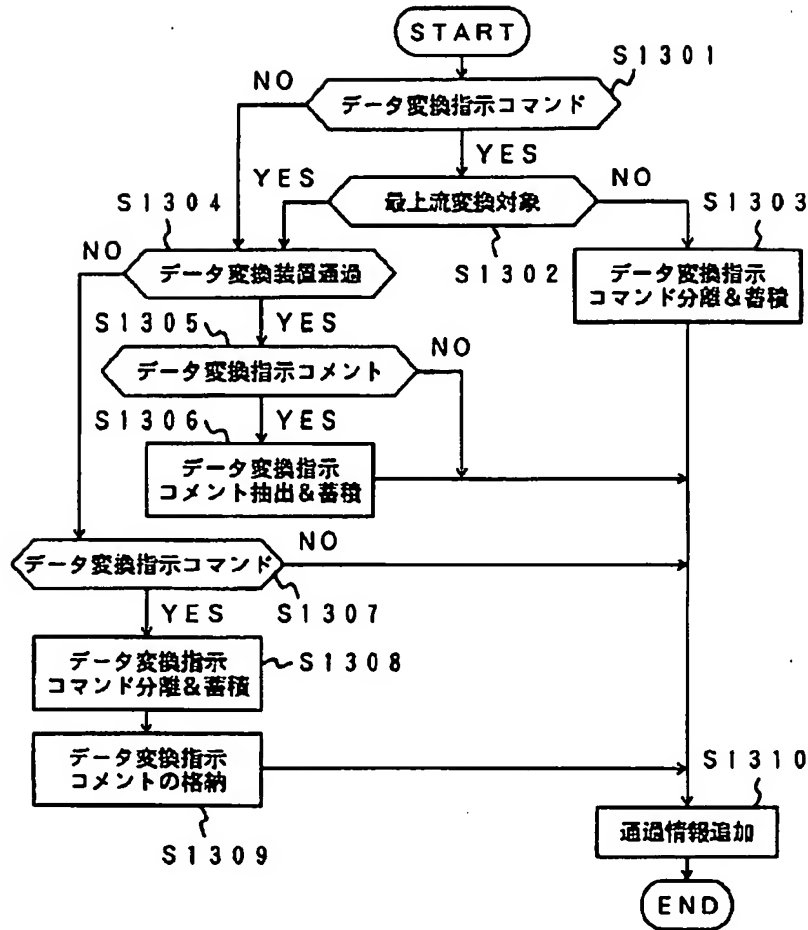 START
S1301
NO
データ変換指示コマンド
YES
YES
NO
S1304
最上流変換対象
S1303
NO
データ変換装置通過
S1302
データ変換指示
コマンド分離&蓄積
S1305
YES
NO
データ変換指示コメント
S1306
YES
データ変換指示
コメント抽出&蓄積
NO
データ変換指示コマンド
YES
S1307
データ変換指示
コマンド分離&蓄積
S1308
データ変換指示
コメントの格納
S1310
S1309
通過情報追加
END